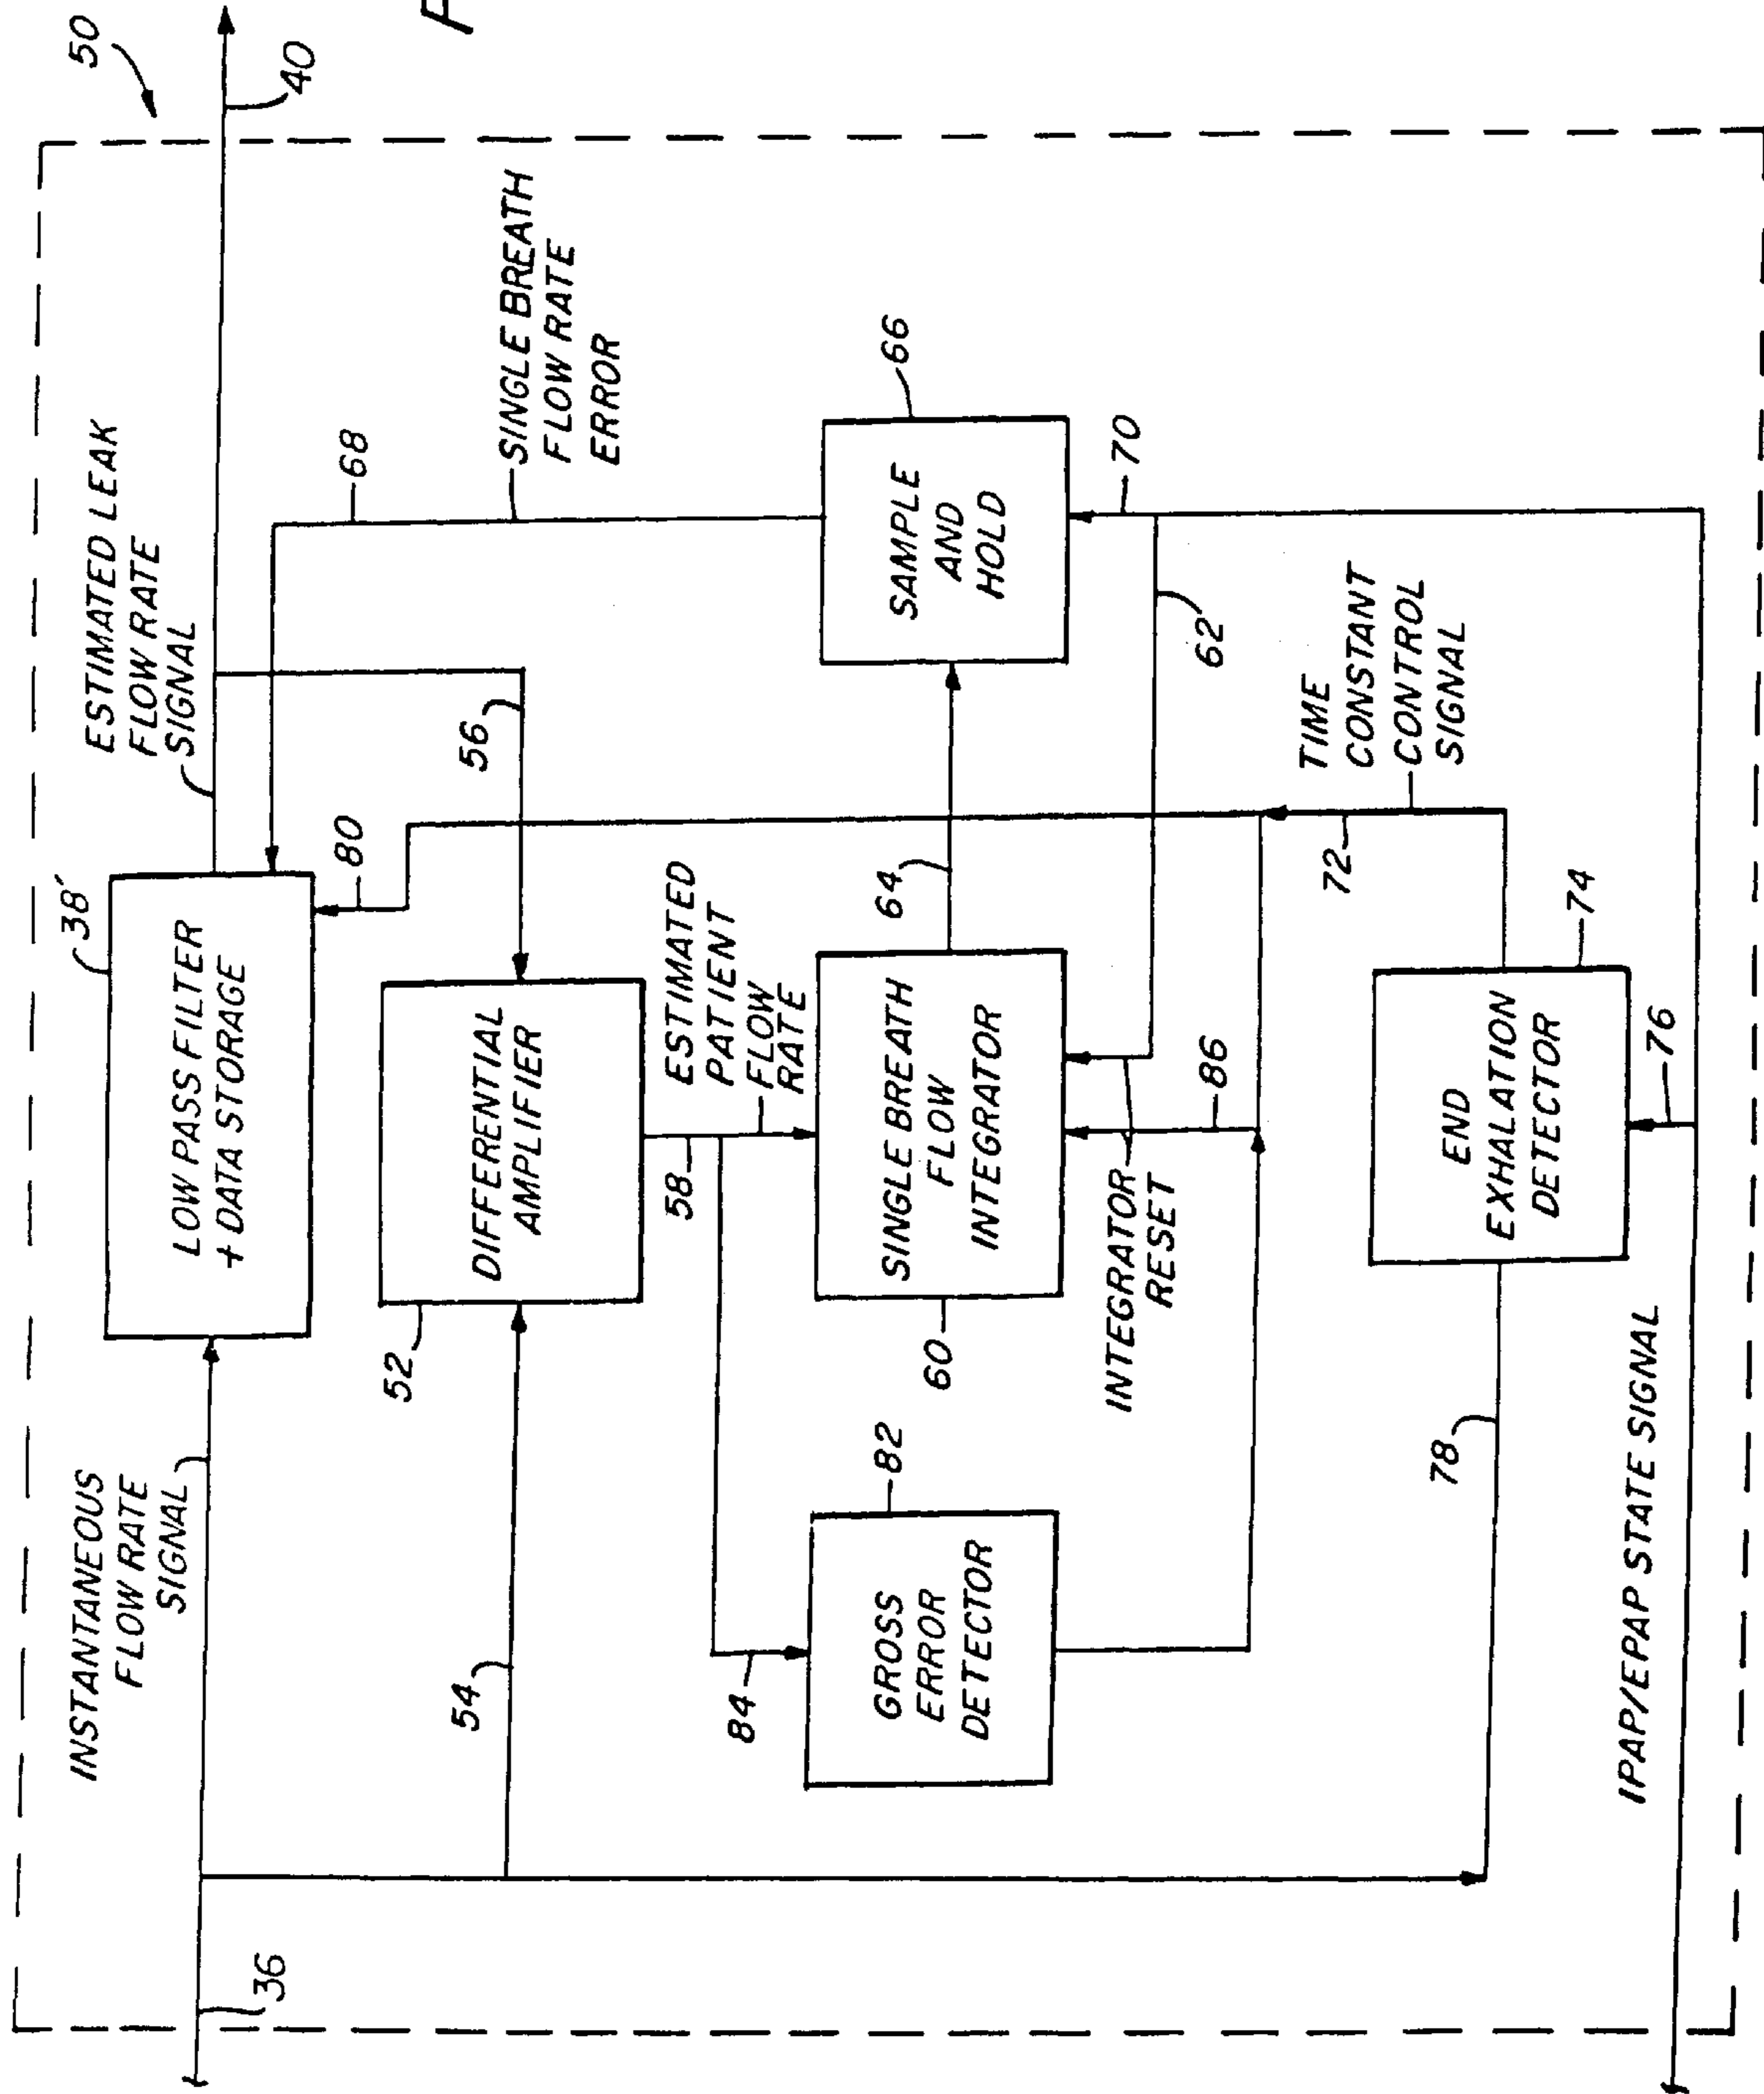 50
40
INSTANTANEOUS
FLOW RATE
SIGNAL
36
38'
LOW PASS FILTER
+ DATA STORAGE
ESTIMATED LEAK
FLOW RATE
SIGNAL
80
68
56
SINGLE BREATH
FLOW RATE
ERROR
54
52
DIFFERENTIAL
AMPLIFIER
58
ESTIMATED
PATIENT
FLOW
RATE
84
82
GROSS
ERROR
DETECTOR
60
SINGLE BREATH
FLOW
INTEGRATOR
64
SAMPLE
AND
HOLD
66
70
62
INTEGRATOR
RESET
86
72
TIME
CONSTANT
CONTROL
SIGNAL
78
END
EXHALATION
DETECTOR
74
76
IPAP/EPAP STATE SIGNAL